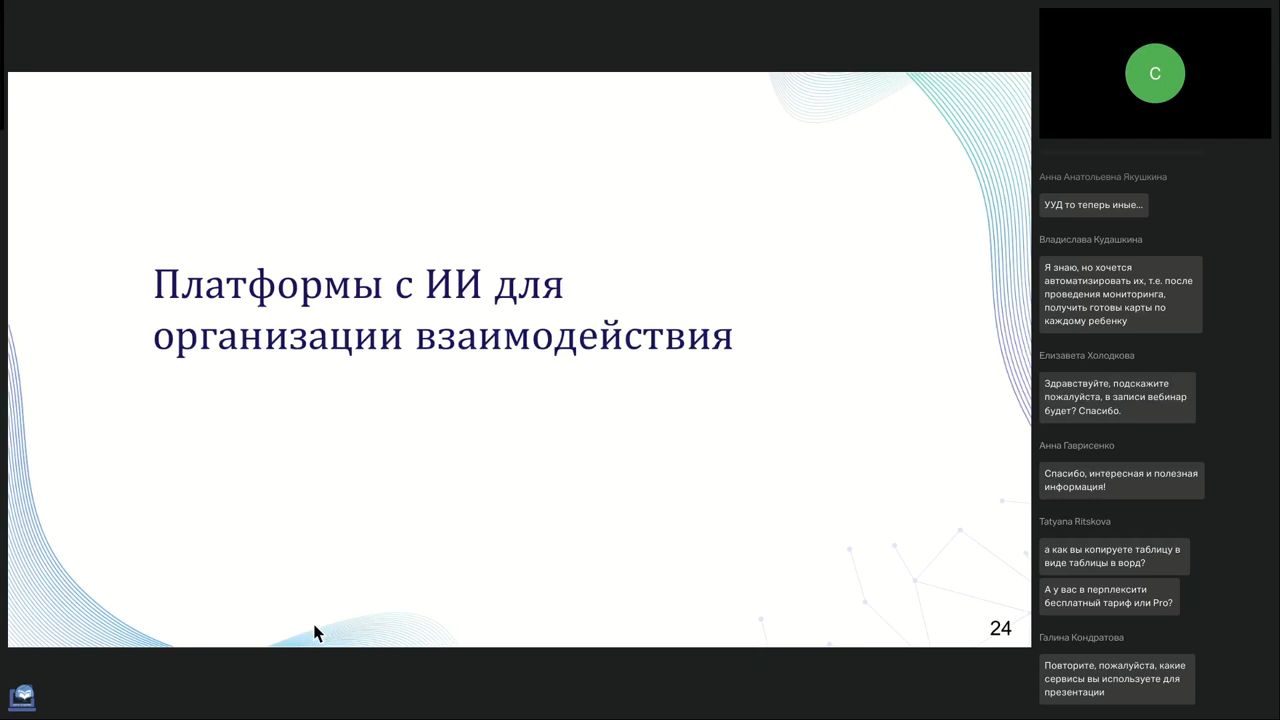 Платформы с ИИ для
организации взаимодействия
24
С
Анна Анатольевна Якушкина
УУД то теперь иные...
Владислава Кудашкина
Я знаю, но хочется
автоматизировать их, т.е. после
проведения мониторинга,
получить готовы карты по
каждому ребенку
Елизавета Холодкова
Здравствуйте, подскажите
пожалуйста, в записи вебинар
будет? Спасибо.
Анна Гаврисенко
Спасибо, интересная и полезная
информация!
Tatyana Ritskova
а как вы копируете таблицу в
виде таблицы в ворд?
А у вас в перплексити
бесплатный тариф или Pro?
Галина Кондратова
Повторите, пожалуйста, какие
сервисы вы используете для
презентации